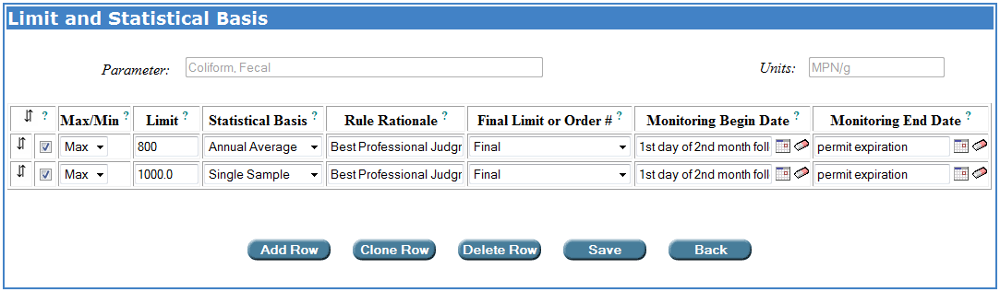 Limit and Statistical Basis
Parameter: Coliform, Fecal Units: MPN/g
? Max/Min ? Limit ? Statistical Basis ? Rule Rationale ? Final Limit or Order # ? Monitoring Begin Date ? Monitoring End Date ?
Max 800 Annual Average Best Professional Judgr Final 1st day of 2nd month foll permit expiration
Max 1000.0 Single Sample Best Professional Judgr Final 1st day of 2nd month foll permit expiration
Add Row Clone Row Delete Row Save Back